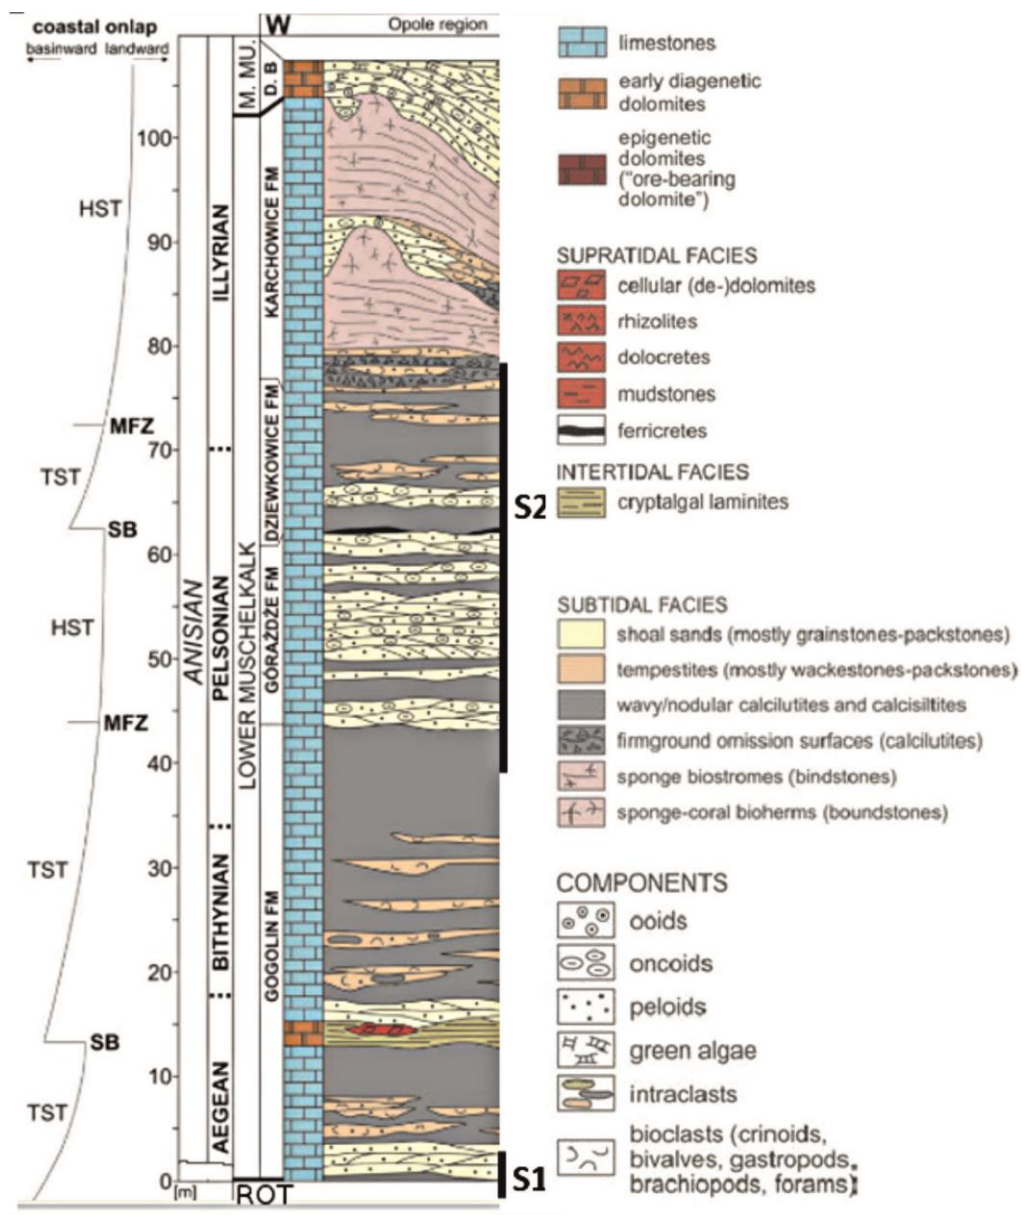 coastal onlap
basinward landward
W
Opole region
M. MU.
D. B
100
90
80
70
60
50
40
30
20
10
0
[m]
HST
MFZ
TST
SB
HST
MFZ
TST
SB
TST
ANISIAN
ILLYRIAN
PELSONIAN
BITHYNIAN
AEGEAN
LOWER MUSCHELKALK
KARCHOWICE FM
DZIEWKOWICE FM
GÓRAŻDŻE FM
GOGOLIN FM
ROT
S2
S1
limestones
early diagenetic
dolomites
epigenetic
dolomites
("ore-bearing
dolomite")
SUPRATIDAL FACIES
cellular (de-)dolomites
rhizolites
dolocretes
mudstones
ferricretes
INTERTIDAL FACIES
cryptalgal laminites
SUBTIDAL FACIES
shoal sands (mostly grainstones-packstones)
tempestites (mostly wackestones-packstones)
wavy/nodular calcilutites and calcisiltites
firmground omission surfaces (calcilutites)
sponge biostromes (bindstones)
sponge-coral bioherms (boundstones)
COMPONENTS
ooids
oncoids
peloids
green algae
intraclasts
bioclasts (crinoids,
bivalves, gastropods,
brachiopods, forams)